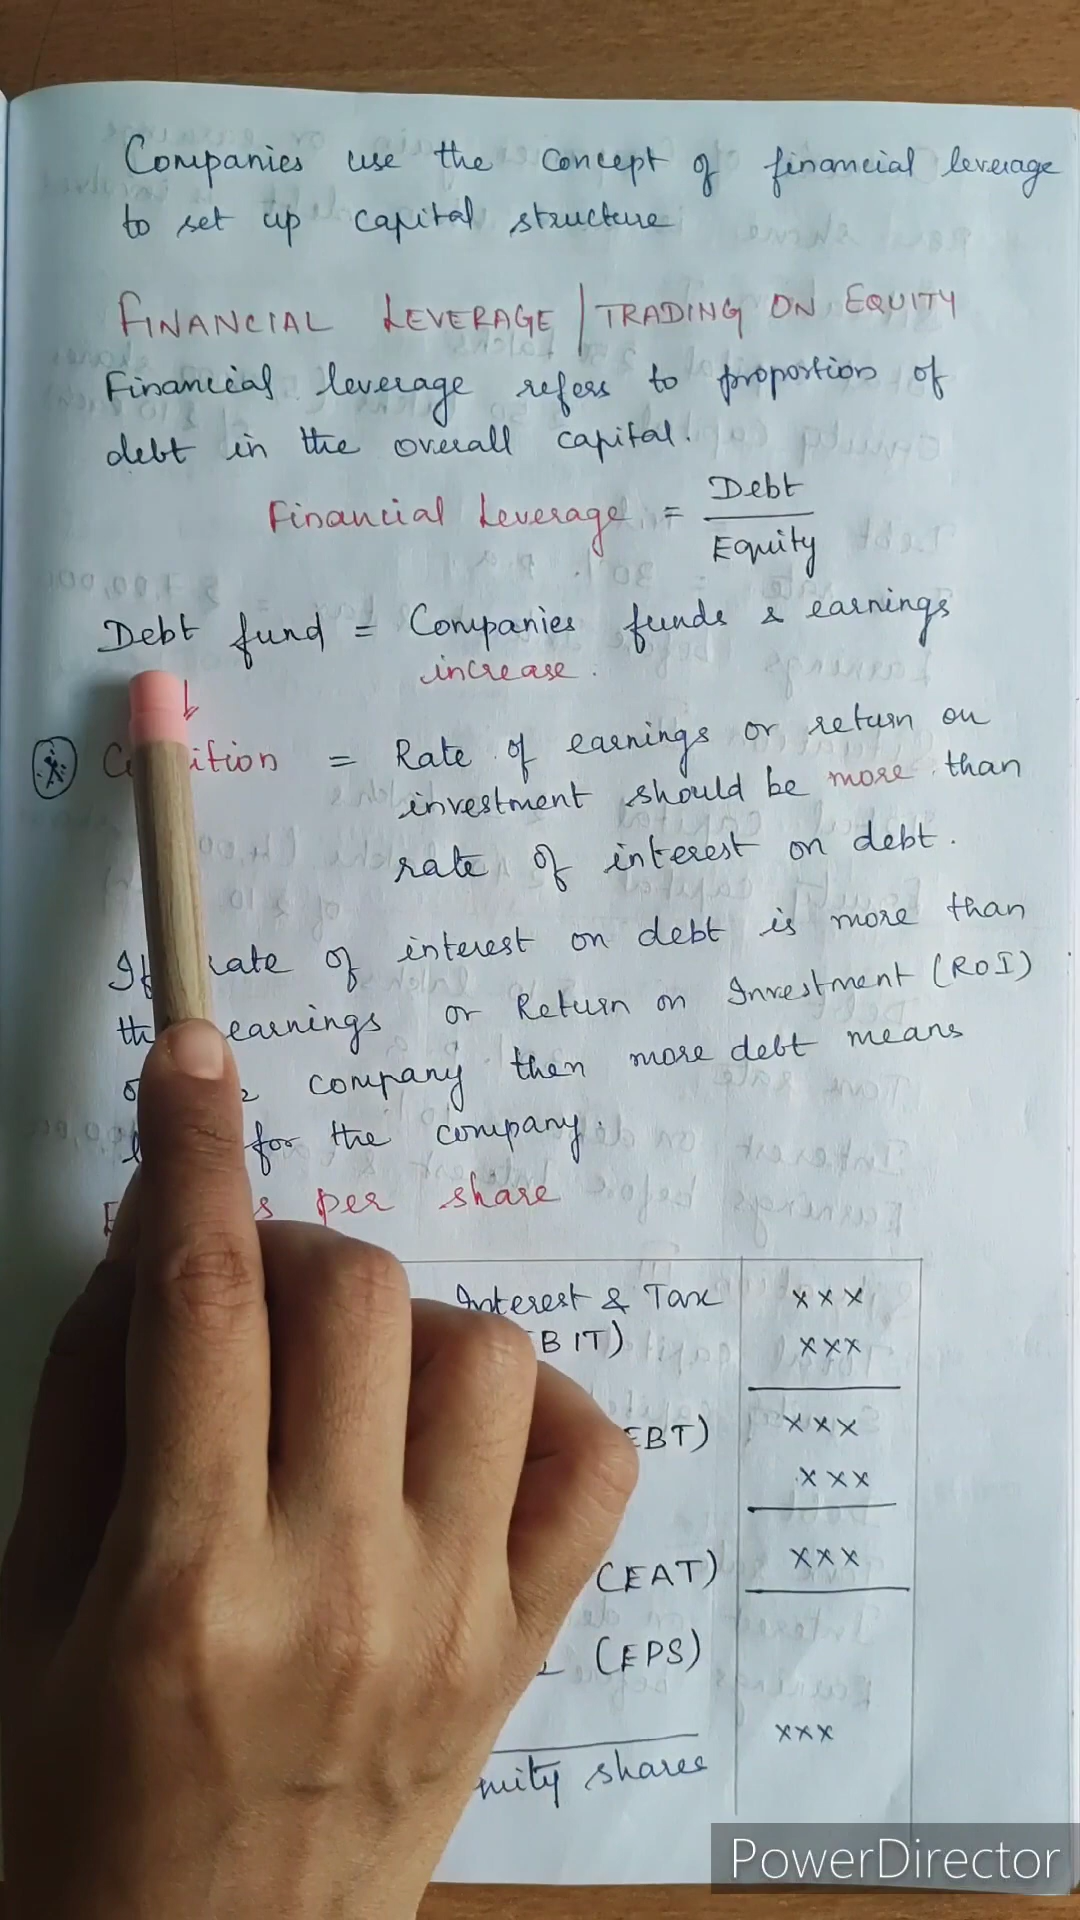 Companies use the concept of financial leverage
to set up capital structure
FINANCIAL LEVERAGE / TRADING ON EQUITY
Financial leverage refers to proportion of
debt in the overall capital.
Financial Leverage = Debt
Equity
Debt fund = Companies funds & earnings
increase.
= Rate of earnings or return on
investment should be more than
rate of interest on debt.
If rate of interest on debt is more than
earnings or Return on Investment (ROI)
company then more debt means
for the company.
per share
Interest & Tax xxx
BIT) xxx
EBT) xxx
xxx
(EAT) xxx
(EPS)
xxx
shares
PowerDirector